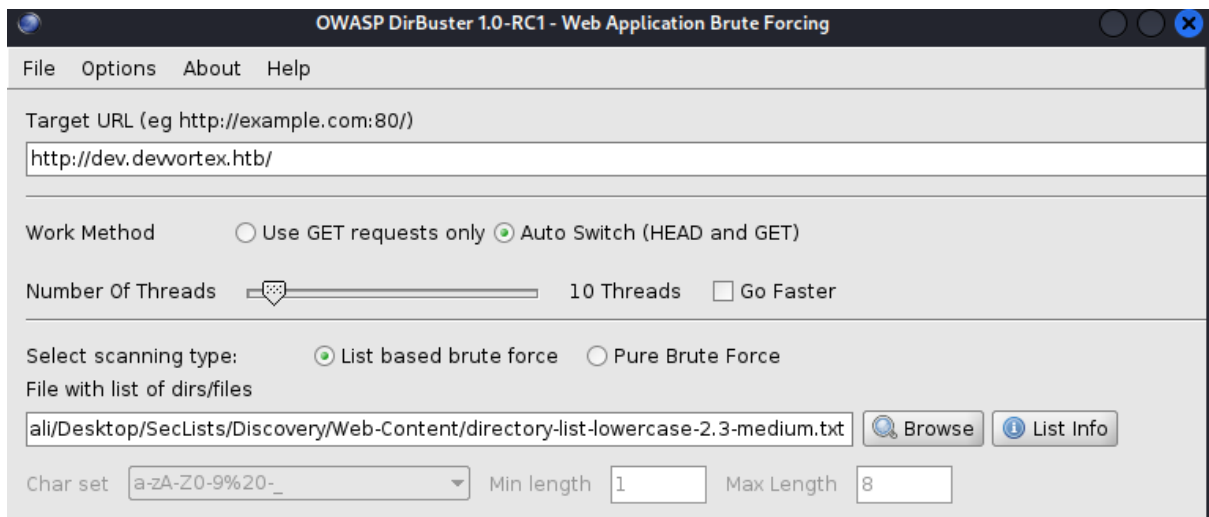 OWASP DirBuster 1.0-RC1 - Web Application Brute Forcing
File Options About Help
Target URL (eg http://example.com:80/)
http://dev.devvortex.htb/
Work Method Use GET requests only Auto Switch (HEAD and GET)
Number Of Threads 10 Threads Go Faster
Select scanning type: List based brute force Pure Brute Force
File with list of dirs/files
ali/Desktop/SecLists/Discovery/Web-Content/directory-list-lowercase-2.3-medium.txt Browse List Info
Char set a-zA-Z0-9%20-_ Min length 1 Max Length 8